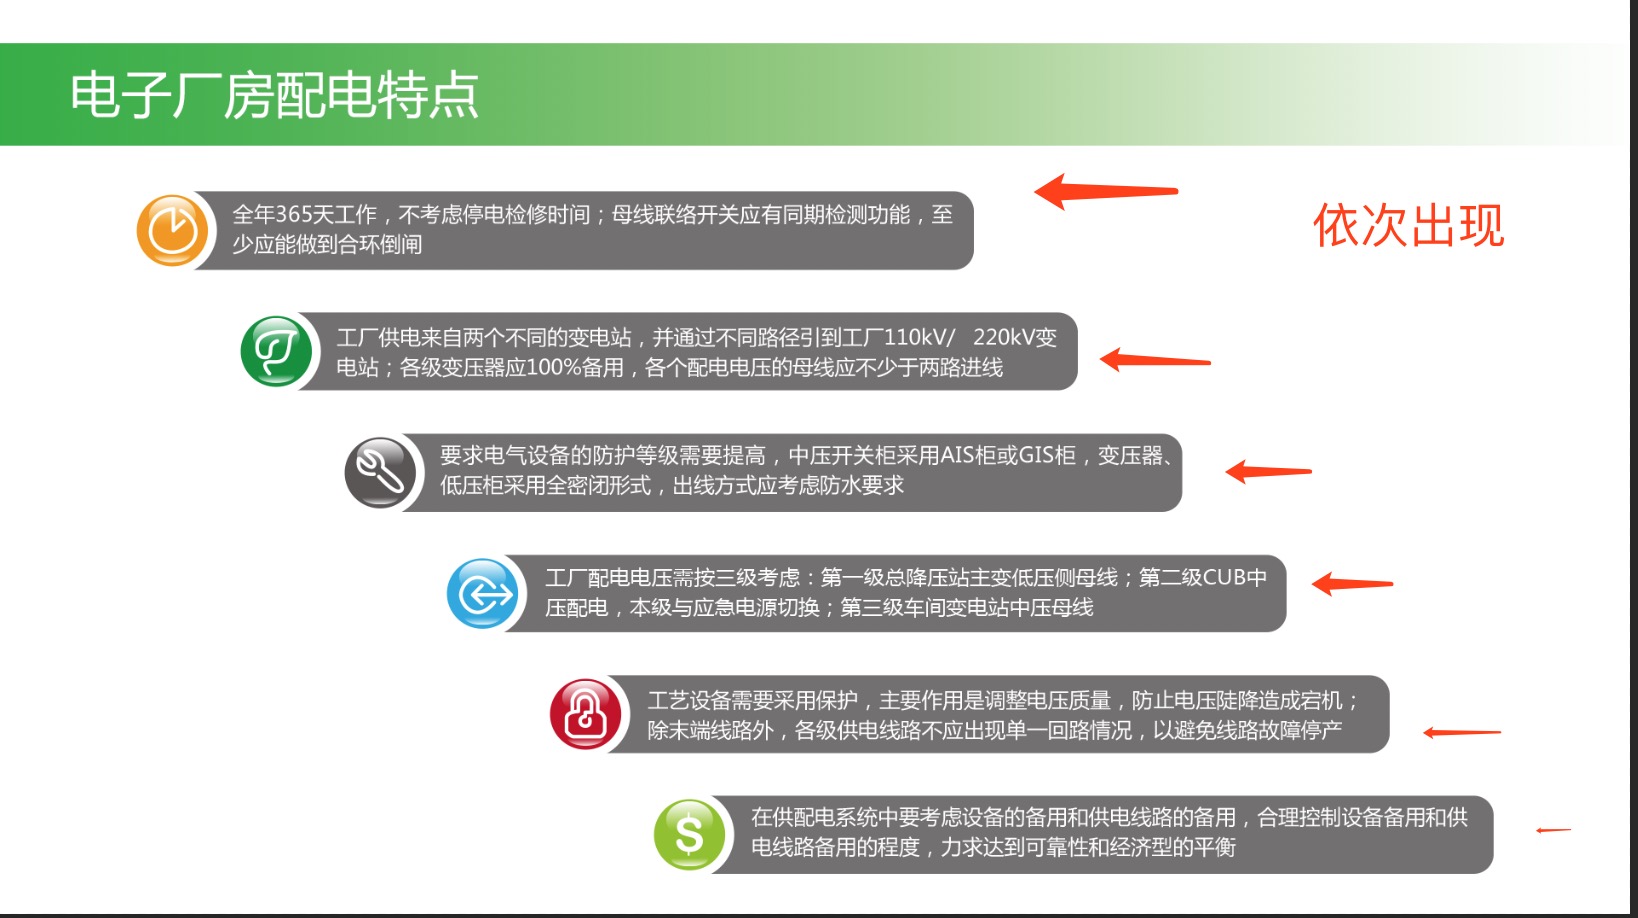 电子厂房配电特点
全年365天工作，不考虑停电检修时间；母线联络开关应有同期检测功能，至
少应能做到合环倒闸
依次出现
工厂供电来自两个不同的变电站，并通过不同路径引到工厂110kV/ 220kV变
电站；各级变压器应100%备用，各个配电电压的母线应不少于两路进线
要求电气设备的防护等级需要提高，中压开关柜采用AIS柜或GIS柜，变压器、
低压柜采用全密闭形式，出线方式应考虑防水要求
工厂配电电压需按三级考虑：第一级总降压站主变低压侧母线；第二级CUB中
压配电，本级与应急电源切换；第三级车间变电站中压母线
工艺设备需要采用保护，主要作用是调整电压质量，防止电压陡降造成宕机；
除末端线路外，各级供电线路不应出现单一回路情况，以避免线路故障停产
$
在供配电系统中要考虑设备的备用和供电线路的备用，合理控制设备备用和供
电线路备用的程度，力求达到可靠性和经济型的平衡